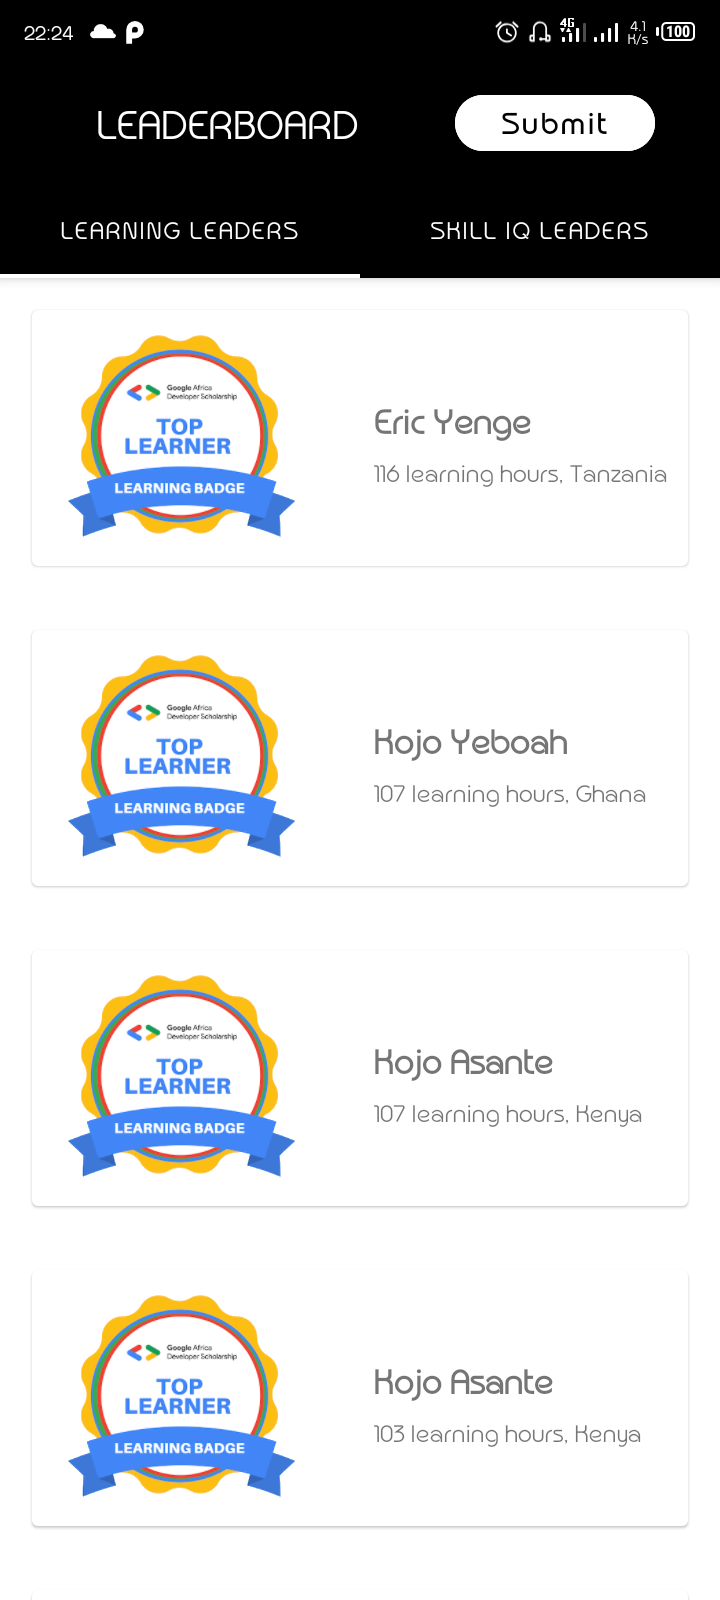 22:24
4G
4.1
K/s
100
LEADERBOARD
Submit
LEARNING LEADERS
SKILL IQ LEADERS
Google Africa
Developer Scholarship
TOP
LEARNER
LEARNING BADGE
Eric Yenge
116 learning hours, Tanzania
Google Africa
Developer Scholarship
TOP
LEARNER
LEARNING BADGE
Kojo Yeboah
107 learning hours, Ghana
Google Africa
Developer Scholarship
TOP
LEARNER
LEARNING BADGE
Kojo Asante
107 learning hours, Kenya
Google Africa
Developer Scholarship
TOP
LEARNER
LEARNING BADGE
Kojo Asante
103 learning hours, Kenya